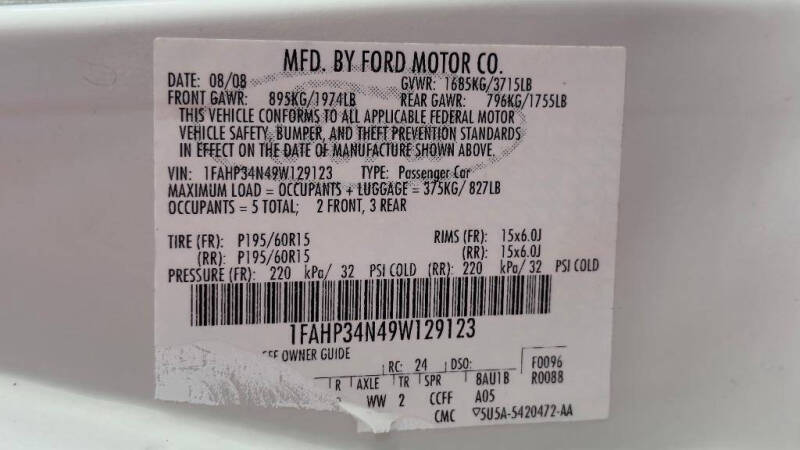 MFD. BY FORD MOTOR CO.
DATE: 08/08 GVWR: 1685KG/3715LB
FRONT GAWR: 895KG/1974LB REAR GAWR: 796KG/1755LB
THIS VEHICLE CONFORMS TO ALL APPLICABLE FEDERAL MOTOR
VEHICLE SAFETY, BUMPER, AND THEFT PREVENTION STANDARDS
IN EFFECT ON THE DATE OF MANUFACTURE SHOWN ABOVE.
VIN: 1FAHP34N49W129123 TYPE: Passenger Car
MAXIMUM LOAD = OCCUPANTS + LUGGAGE = 375KG/ 827LB
OCCUPANTS = 5 TOTAL; 2 FRONT, 3 REAR
TIRE (FR): P195/60R15 RIMS (FR): 15x6.0J
(RR): P195/60R15 (RR): 15x6.0J
PRESSURE (FR): 220 kPa/ 32 PSI COLD (RR): 220 kPa/ 32 PSI COLD
1FAHP34N49W129123
OWNER GUIDE
RC: 24 DSO: F0096
R AXLE TR SPR 8AU1B R0088
WW 2 CCFF A05
CMC ▽5U5A-5420472-AA